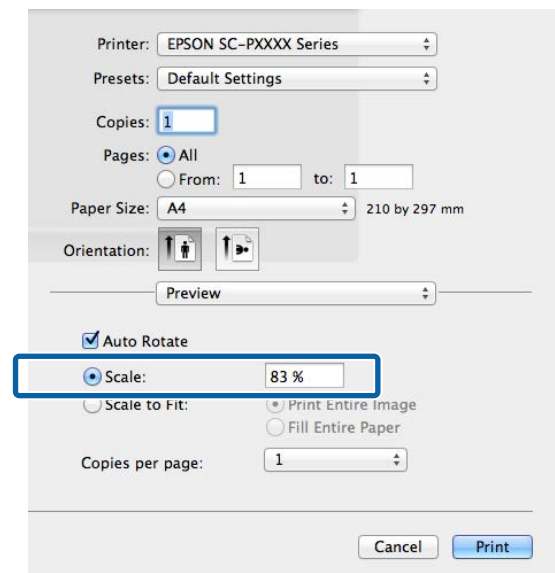 Printer: EPSON SC-PXXXX Series
Presets: Default Settings
Copies: 1
Pages: All
From: 1 to: 1
Paper Size: A4 210 by 297 mm
Orientation:
Preview
Auto Rotate
Scale: 83 %
Scale to Fit: Print Entire Image
Fill Entire Paper
Copies per page: 1
Cancel Print